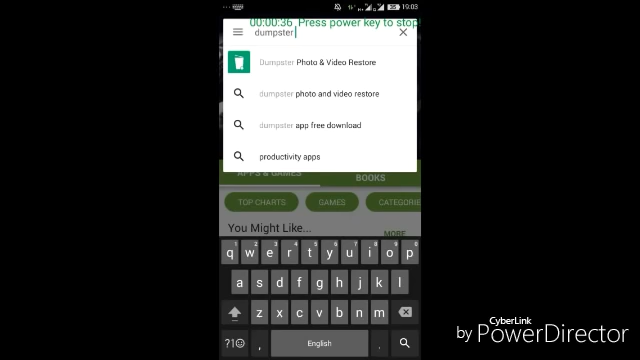 19:03
00:00:36 Press power key to stop
dumpster
Dumpster Photo & Video Restore
dumpster photo and video restore
dumpster app free download
productivity apps
APPS & GAMES
BOOKS
TOP CHARTS
GAMES
CATEGORIE
You Might Like...
MORE
q w e r t y u i o p
a s d f g h j k l
z x c v b n m
?1☺ , English .
CyberLink
by PowerDirector